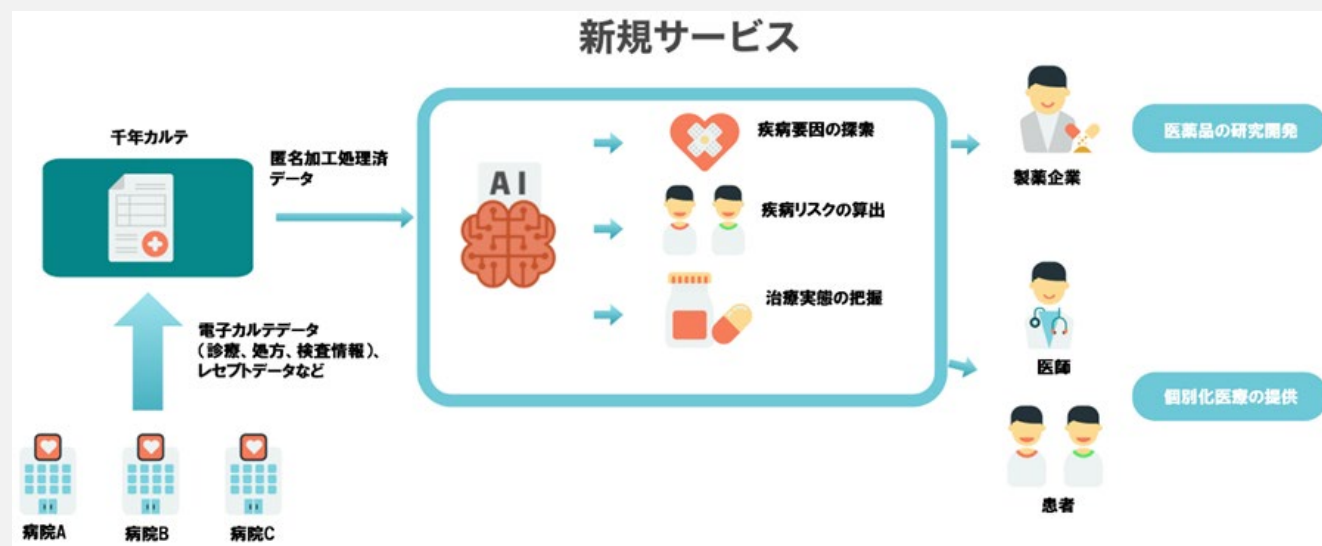 新規サービス
千年カルテ
匿名加工処理済
データ
電子カルテデータ
(診療、処方、検査情報)、
レセプトデータなど
病院A
病院B
病院C
AI
疾病要因の探索
疾病リスクの算出
治療実態の把握
製薬企業
医薬品の研究開発
医師
個別化医療の提供
患者